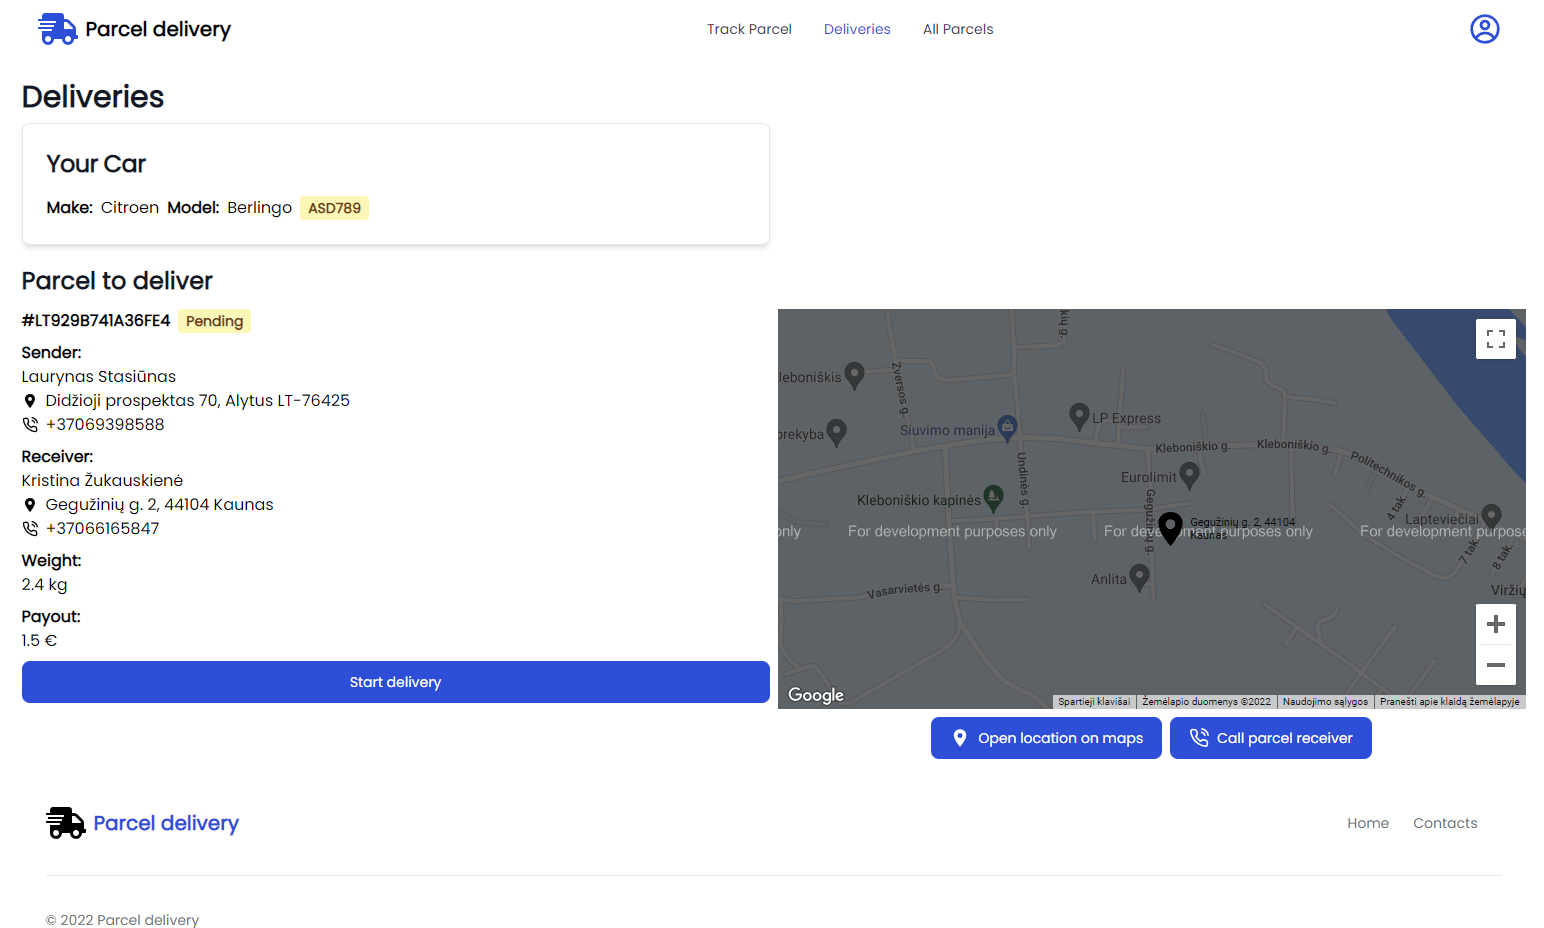 Parcel delivery
Track Parcel
Deliveries
All Parcels
Deliveries
Your Car
Make: Citroen Model: Berlingo ASD789
Parcel to deliver
#LT929B741A36FE4 Pending
Sender:
Laurynas Stasiūnas
Didžioji prospektas 70, Alytus LT-76425
+37069398588
Receiver:
Kristina Žukauskienė
Gegužinių g. 2, 44104 Kaunas
+37066165847
Weight:
2.4 kg
Payout:
1.5 €
Start delivery
kių g.
leboniškis
Žversos g.
LP Express
Siuvimo manija
prekyba
Kleboniškio g.
Kleboniškio g.
Politechnikos g.
Undinės g.
Eurolimit
Kleboniškio kapinės
Gegužinių g.
4 tak.
Laptevičiai
Gegužinių g. 2, 44104
Kaunas
only
For development purposes only
For development purposes only
For development purpose
7 tak.
8 tak.
Anlita
Vasarvietės g.
Viržių
Google
Spartieji klavišai
Žemėlapio duomenys ©2022
Naudojimo sąlygos
Pranešti apie klaidą žemėlapyje
Open location on maps
Call parcel receiver
Parcel delivery
Home
Contacts
© 2022 Parcel delivery